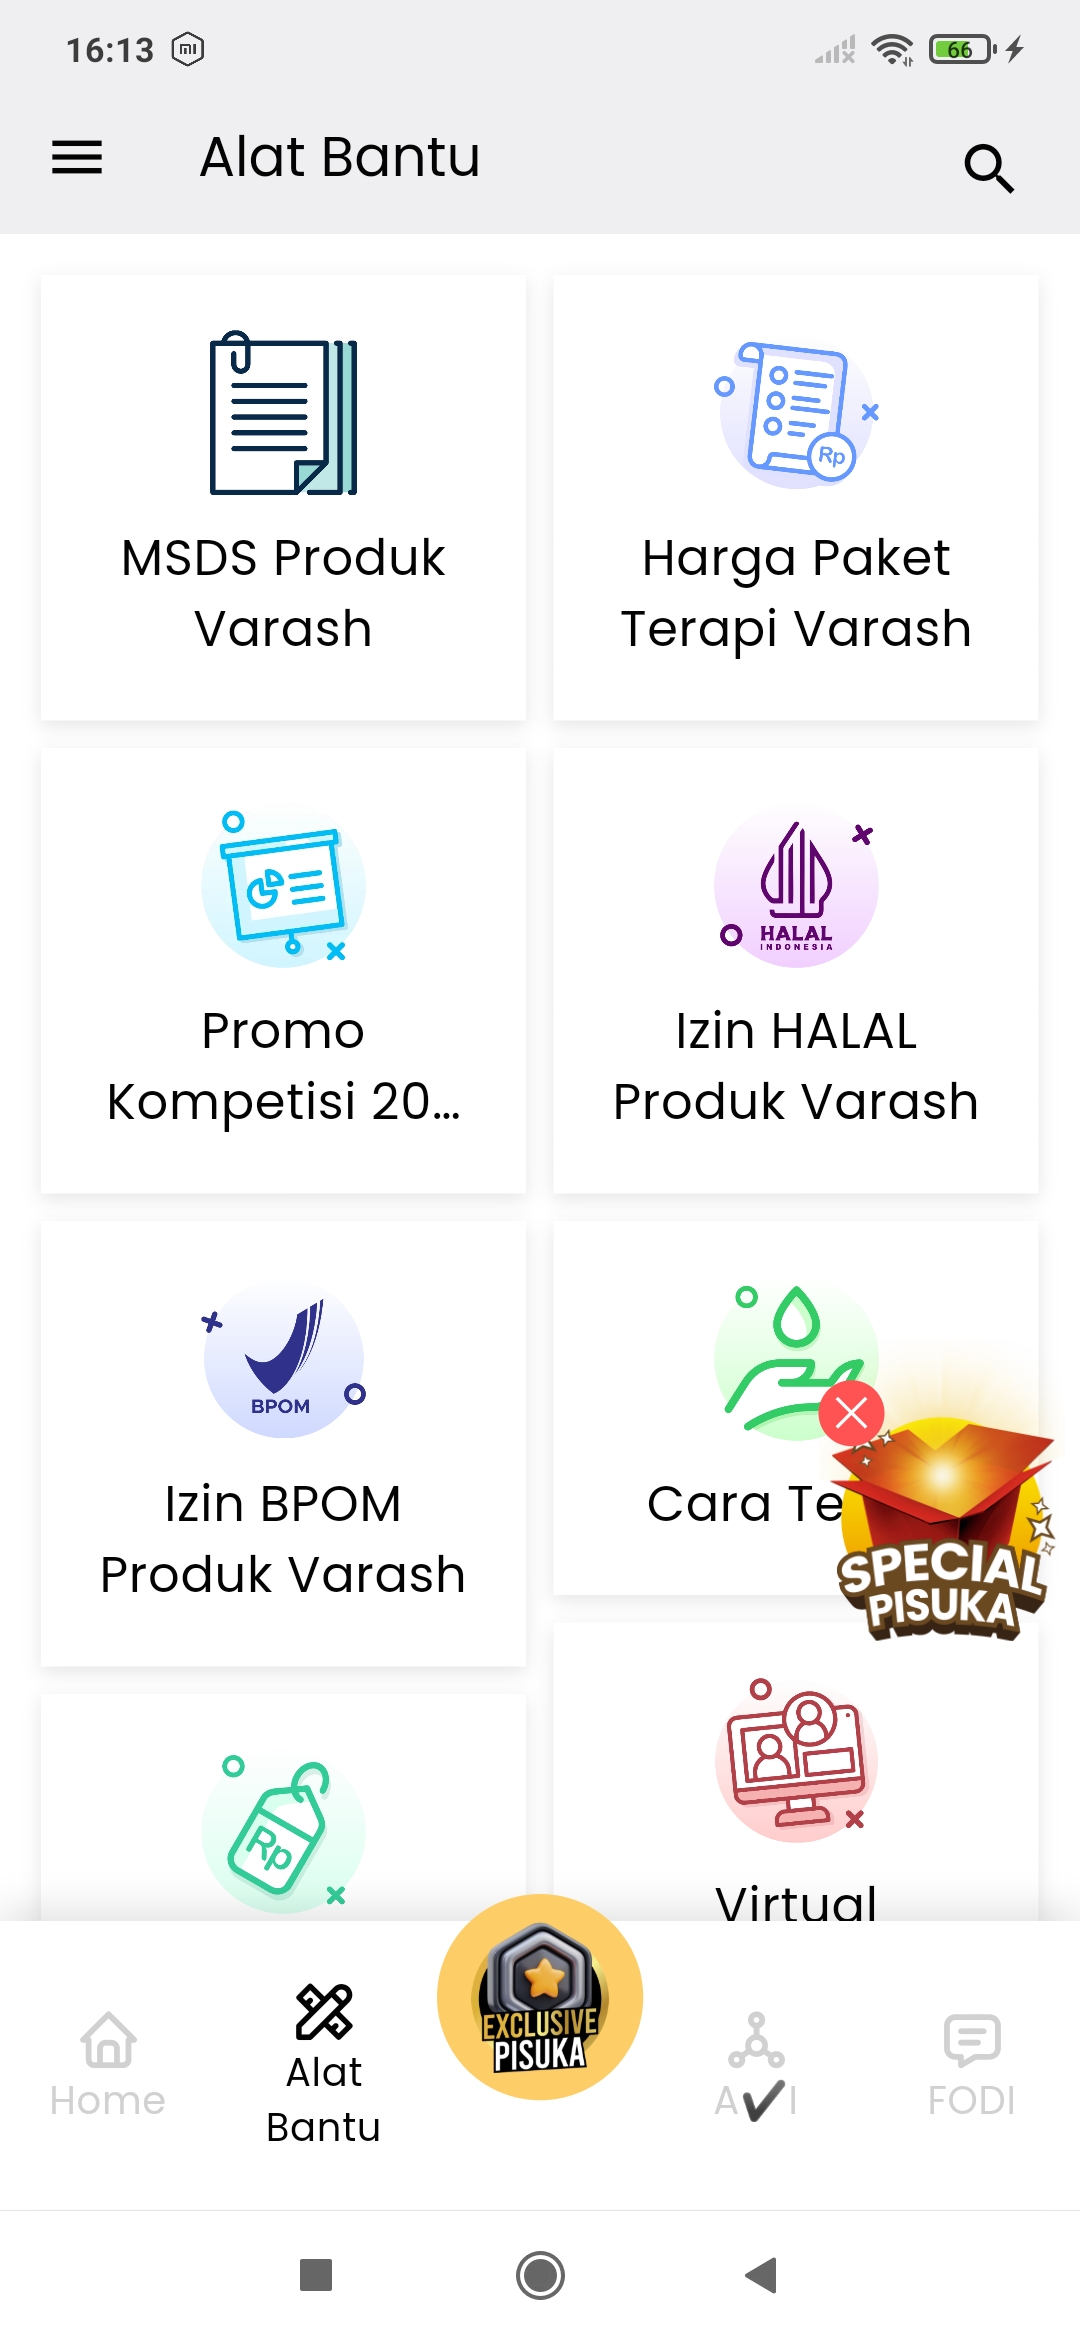 16:13
66
Alat Bantu
MSDS Produk
Varash
Rp
Harga Paket
Terapi Varash
Promo
Kompetisi 20...
HALAL
INDONESIA
Izin HALAL
Produk Varash
BPOM
Izin BPOM
Produk Varash
Cara Te
SPECIAL
PISUKA
Rp
Virtual
EXCLUSIVE
PISUKA
Home
Alat
Bantu
A✔I
FODI